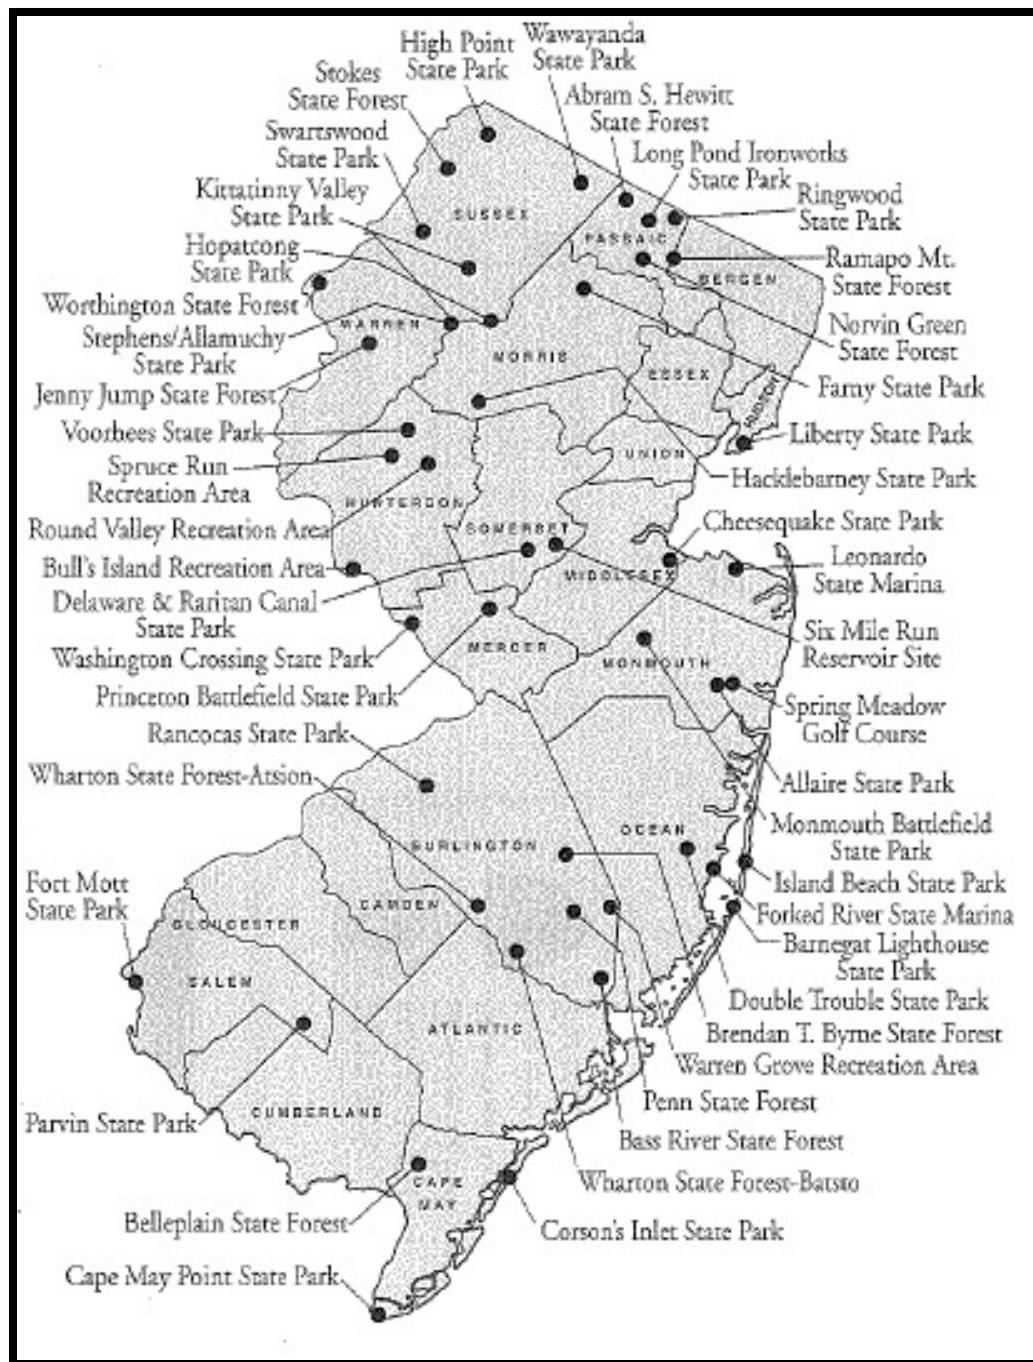 High Point
State Park
Wawayanda
State Park
Stokes
State Forest
Abram S. Hewitt
State Forest
Swartswood
State Park
Long Pond Ironworks
State Park
Kittatinny Valley
State Park
Ringwood
State Park
Hopatcong
State Park
Ramapo Mt.
State Forest
Worthington State Forest
Norvin Green
State Forest
Stephens/Allamuchy
State Park
Farny State Park
Jenny Jump State Forest
Liberty State Park
Voorhees State Park
Hacklebarney State Park
Spruce Run
Recreation Area
Round Valley Recreation Area
Cheesequake State Park
Bull's Island Recreation Area
Leonardo
State Marina
Delaware & Raritan Canal
State Park
Six Mile Run
Reservoir Site
Washington Crossing State Park
Princeton Battlefield State Park
Spring Meadow
Golf Course
Rancocas State Park
Allaire State Park
Wharton State Forest-Atsion
Monmouth Battlefield
State Park
Fort Mott
State Park
Island Beach State Park
Forked River State Marina
Barnegat Lighthouse
State Park
Double Trouble State Park
Brendan T. Byrne State Forest
Warren Grove Recreation Area
Penn State Forest
Parvin State Park
Bass River State Forest
Wharton State Forest-Batsto
Belleplain State Forest
Corson's Inlet State Park
Cape May Point State Park
SUSSEX
PASSAIC
BERGEN
WARREN
MORRIS
ESSEX
HUDSON
UNION
HUNTERDON
SOMERSET
MIDDLESEX
MERCER
MONMOUTH
OCEAN
BURLINGTON
CAMDEN
GLOUCESTER
SALEM
ATLANTIC
CUMBERLAND
CAPE
MAY